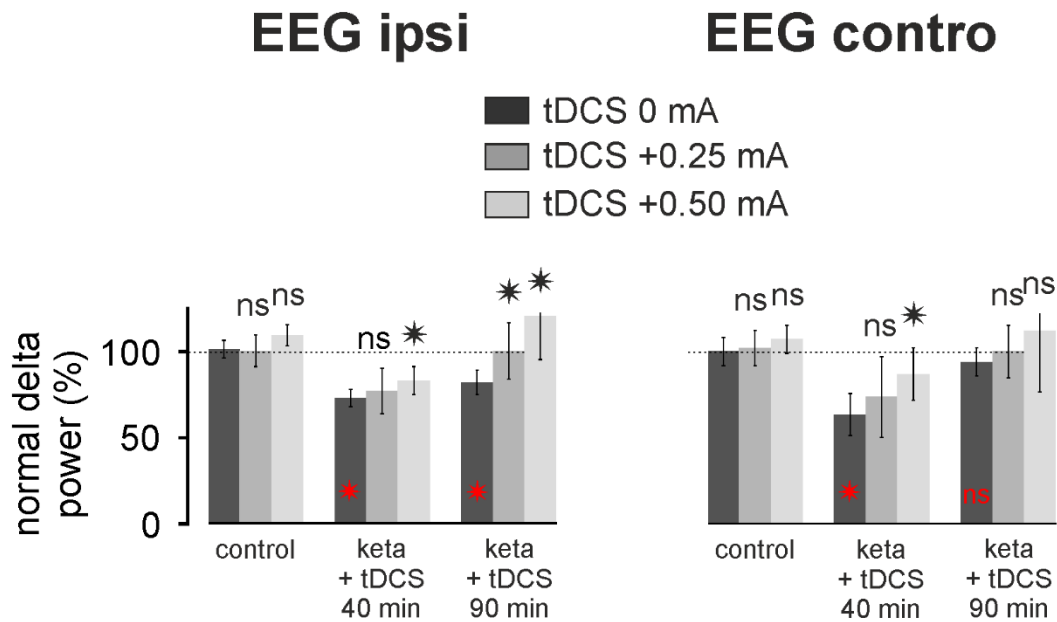 EEG ipsi
EEG contro
tDCS 0 mA
tDCS +0.25 mA
tDCS +0.50 mA
normal delta
power (%)
100
50
0
ns
ns
ns
control
keta
+ tDCS
40 min
keta
+ tDCS
90 min
ns
ns
ns
ns
ns
ns
control
keta
+ tDCS
40 min
keta
+ tDCS
90 min